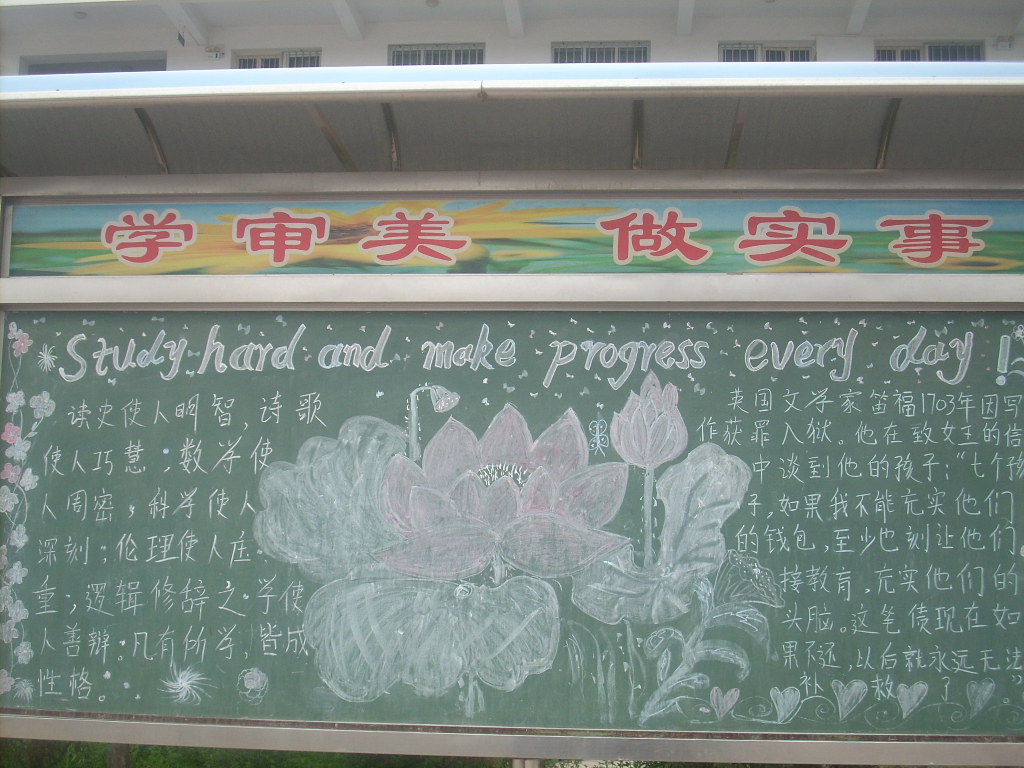 学审美 做实事
Study hard and make progress every day!
读史使人明智,诗歌
使人巧慧,数学使
人周密,科学使人
深刻;伦理使人庄
重;逻辑修辞之学使
人善辩。凡有所学,皆成
性格。
英国文学家笛福1703年因写
作获罪入狱。他在致女王的信
中谈到他的孩子:"七个孩
子,如果我不能充实他们
的钱包,至少也刻让他们
接教育,充实他们的
头脑。这笔债现在如
果不还,以后就永远无法
补救了